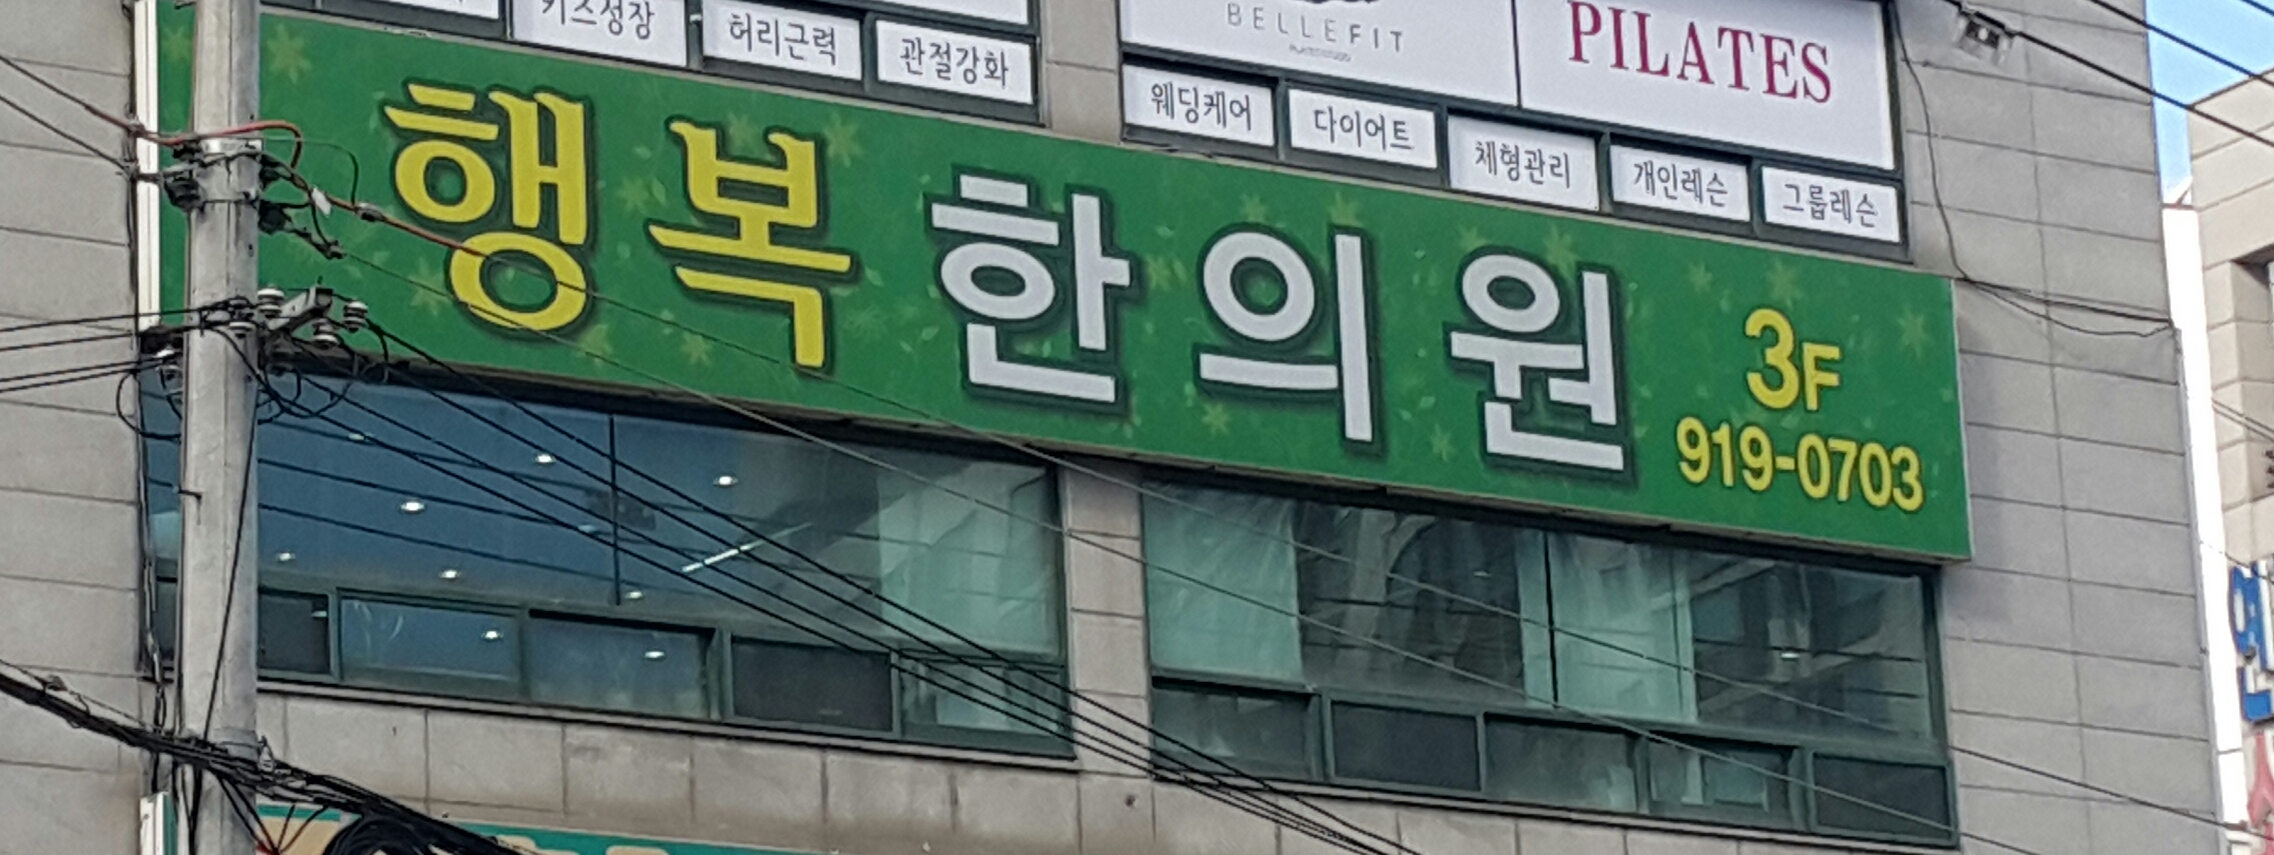 키즈성장
허리근력
관절강화
BELLEFIT
PILATES
웨딩케어
다이어트
체형관리
개인레슨
그룹레슨
행복한의원
3F
919-0703